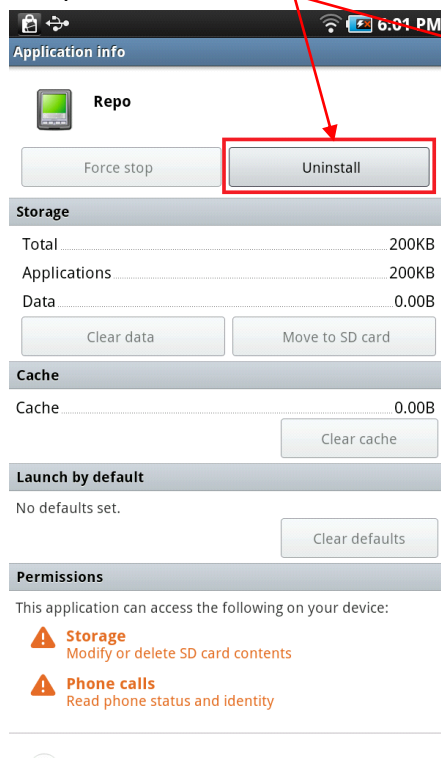 6:01 PM
Application info
Repo
Force stop
Uninstall
Storage
Total 200KB
Applications 200KB
Data 0.00B
Clear data
Move to SD card
Cache
Cache 0.00B
Clear cache
Launch by default
No defaults set.
Clear defaults
Permissions
This application can access the following on your device:
Storage
Modify or delete SD card contents
Phone calls
Read phone status and identity